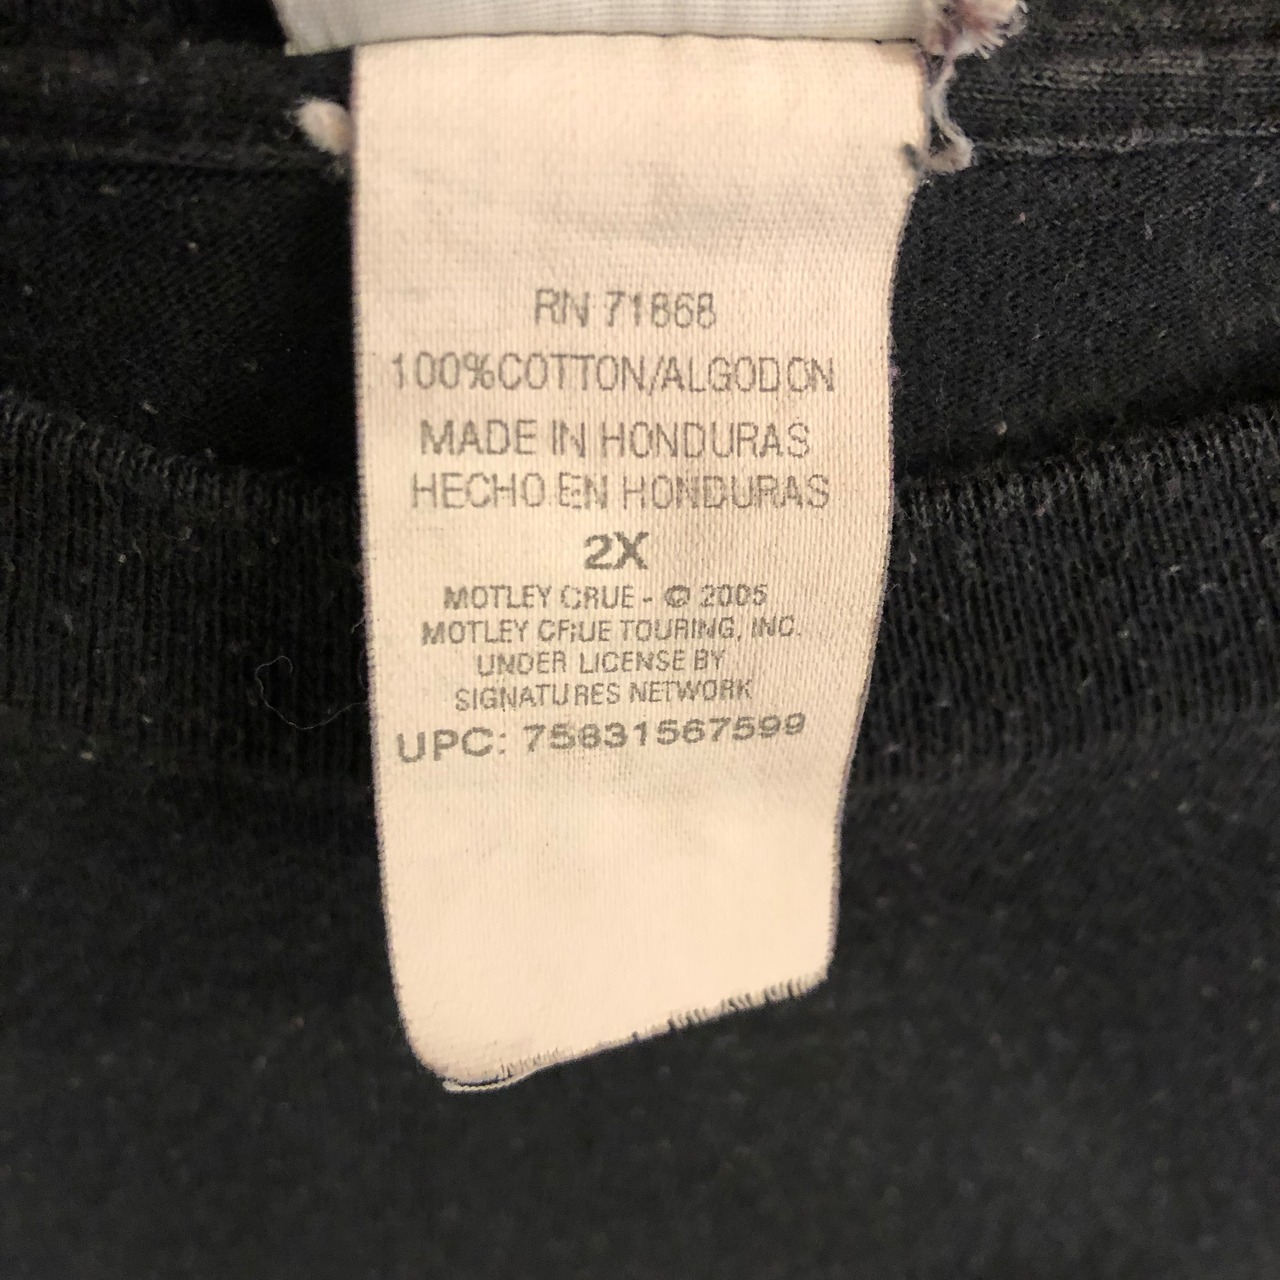 RN 71868
100%COTTON/ALGODON
MADE IN HONDURAS
HECHO EN HONDURAS
2X
MOTLEY CRUE - © 2005
MOTLEY CRUE TOURING, INC.
UNDER LICENSE BY
SIGNATURES NETWORK
UPC: 75831567599